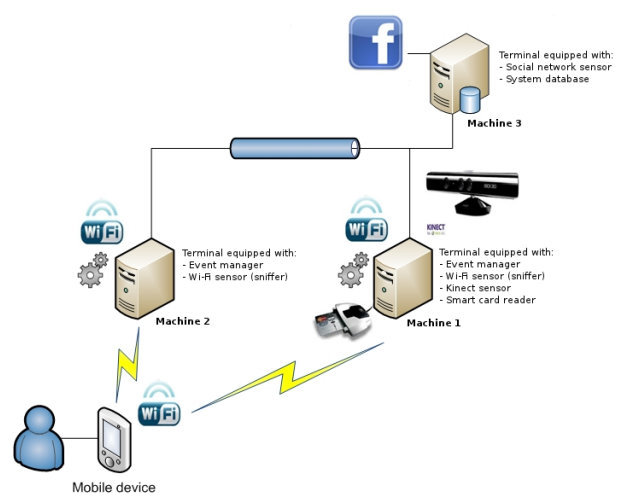 f
Terminal equipped with:
- Social network sensor
- System database
Machine 3
XBOX 360
KINECT
Wi Fi
Terminal equipped with:
- Event manager
- Wi-Fi sensor (sniffer)
Machine 2
Wi Fi
Terminal equipped with:
- Event manager
- Wi-Fi sensor (sniffer)
- Kinect sensor
- Smart card reader
Machine 1
Wi Fi
Mobile device